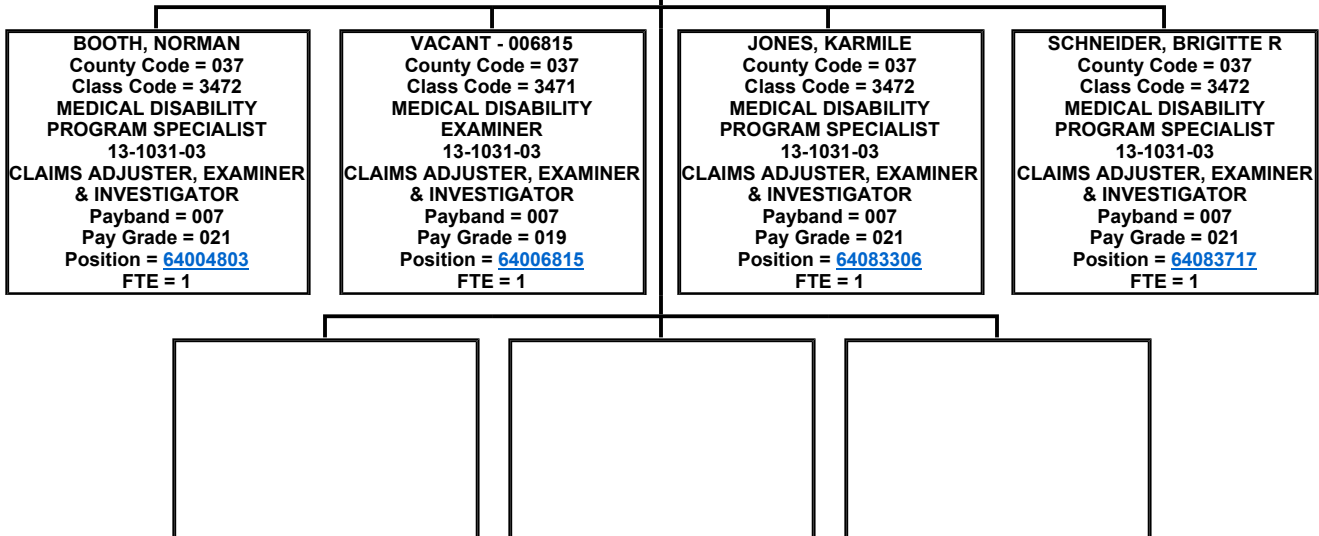 BOOTH, NORMAN
County Code = 037
Class Code = 3472
MEDICAL DISABILITY
PROGRAM SPECIALIST
13-1031-03
CLAIMS ADJUSTER, EXAMINER
& INVESTIGATOR
Payband = 007
Pay Grade = 021
Position = 64004803
FTE = 1
VACANT - 006815
County Code = 037
Class Code = 3471
MEDICAL DISABILITY
EXAMINER
13-1031-03
CLAIMS ADJUSTER, EXAMINER
& INVESTIGATOR
Payband = 007
Pay Grade = 019
Position = 64006815
FTE = 1
JONES, KARMILE
County Code = 037
Class Code = 3472
MEDICAL DISABILITY
PROGRAM SPECIALIST
13-1031-03
CLAIMS ADJUSTER, EXAMINER
& INVESTIGATOR
Payband = 007
Pay Grade = 021
Position = 64083306
FTE = 1
SCHNEIDER, BRIGITTE R
County Code = 037
Class Code = 3472
MEDICAL DISABILITY
PROGRAM SPECIALIST
13-1031-03
CLAIMS ADJUSTER, EXAMINER
& INVESTIGATOR
Payband = 007
Pay Grade = 021
Position = 64083717
FTE = 1